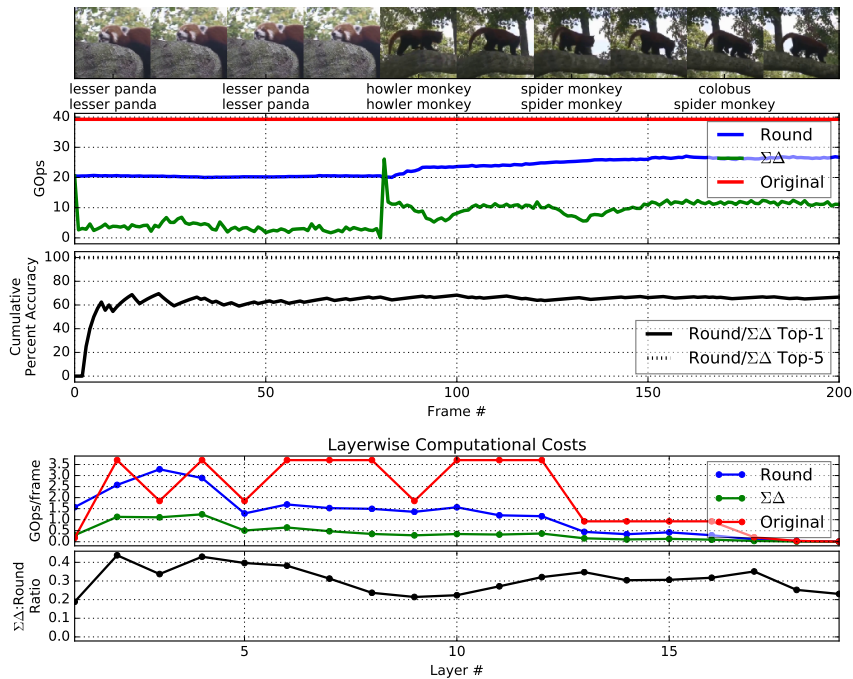 lesser panda lesser panda howler monkey spider monkey colobus
lesser panda lesser panda howler monkey spider monkey spider monkey
40
30
20
10
0
GOps
Round
ΣΔ
Original
100
80
60
40
20
0
Cumulative
Percent Accuracy
Round/ΣΔ Top-1
Round/ΣΔ Top-5
0 50 100 150 200
Frame #
Layerwise Computational Costs
3.5
3.0
2.5
2.0
1.5
1.0
0.5
0.0
GOps/frame
Round
ΣΔ
Original
0.4
0.3
0.2
0.1
0.0
ΣΔ:Round
Ratio
5 10 15
Layer #